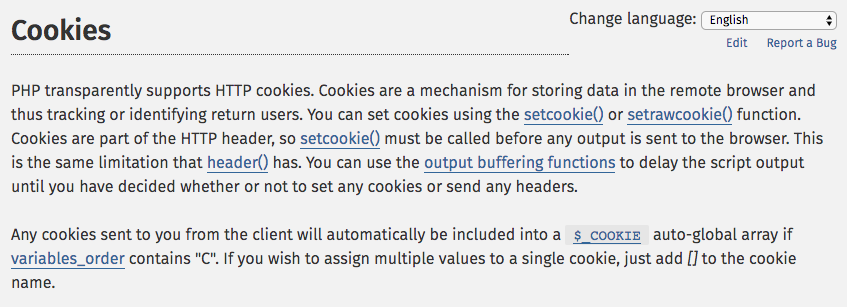 Cookies
Change language: English
Edit Report a Bug
PHP transparently supports HTTP cookies. Cookies are a mechanism for storing data in the remote browser and
thus tracking or identifying return users. You can set cookies using the setcookie() or setrawcookie() function.
Cookies are part of the HTTP header, so setcookie() must be called before any output is sent to the browser. This
is the same limitation that header() has. You can use the output buffering functions to delay the script output
until you have decided whether or not to set any cookies or send any headers.
Any cookies sent to you from the client will automatically be included into a $_COOKIE auto-global array if
variables_order contains "C". If you wish to assign multiple values to a single cookie, just add [] to the cookie
name.